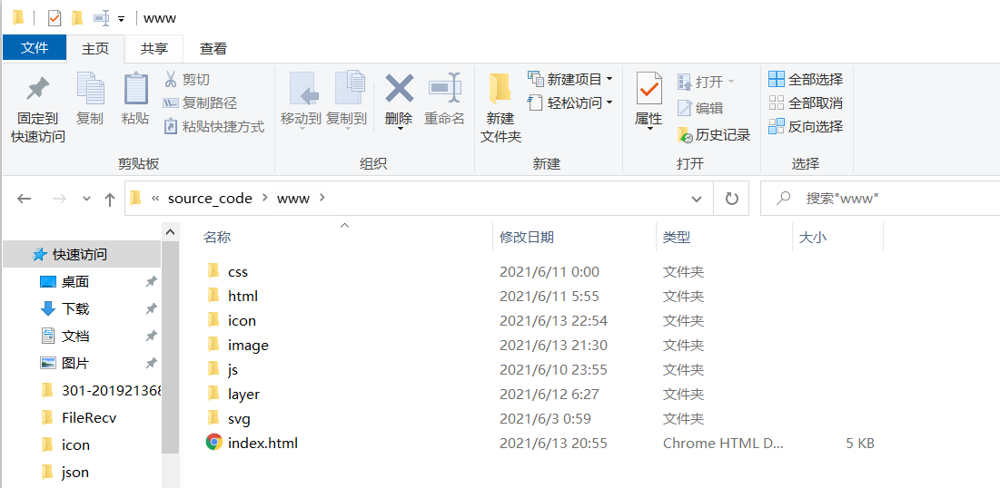 www
文件 主页 共享 查看
固定到
快速访问
复制
粘贴
剪切
复制路径
粘贴快捷方式
剪贴板
移动到 复制到
删除
重命名
组织
新建
文件夹
新建项目
轻松访问
新建
属性
打开
编辑
历史记录
打开
全部选择
全部取消
反向选择
选择
« source_code > www >
搜索"www"
快速访问
桌面
下载
文档
图片
301-201921368
FileRecv
icon
json
名称 修改日期 类型 大小
css 2021/6/11 0:00 文件夹
html 2021/6/11 5:55 文件夹
icon 2021/6/13 22:54 文件夹
image 2021/6/13 21:30 文件夹
js 2021/6/10 23:55 文件夹
layer 2021/6/12 6:27 文件夹
svg 2021/6/3 0:59 文件夹
index.html 2021/6/13 20:55 Chrome HTML D... 5 KB